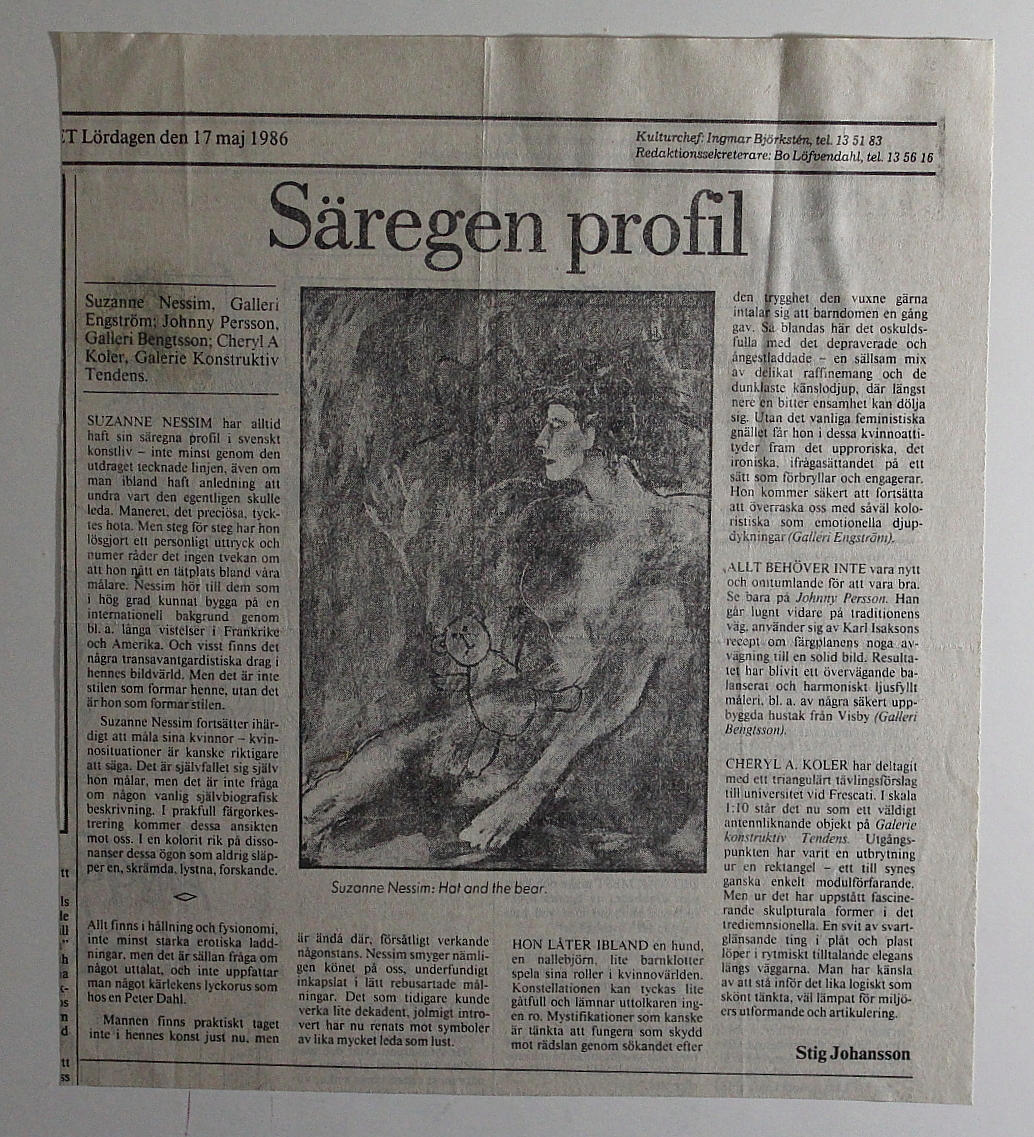 ET Lördagen den 17 maj 1986
Kulturchef: Ingmar Björkstén, tel. 13 51 83
Redaktionssekreterare: Bo Löfvendahl, tel. 13 56 16
Säregen profil
Suzanne Nessim, Galleri
Engström; Johnny Persson,
Galleri Bengtsson; Cheryl A
Koler, Galerie Konstruktiv
Tendens.
SUZANNE NESSIM har alltid
haft sin säregna profil i svenskt
konstliv – inte minst genom den
utdraget tecknade linjen, även om
man ibland haft anledning att
undra vart den egentligen skulle
leda. Maneret, det preciösa, tyck-
tes hota. Men steg för steg har hon
lösgjort ett personligt uttryck och
numer råder det ingen tvekan om
att hon nått en tätplats bland våra
målare. Nessim hör till dem som
i hög grad kunnat bygga på en
internationell bakgrund genom
bl. a. långa vistelser i Frankrike
och Amerika. Och visst finns det
några transavantgardistiska drag i
hennes bildvärld. Men det är inte
stilen som formar henne, utan det
är hon som formar stilen.
Suzanne Nessim fortsätter ihär-
digt att måla sina kvinnor – kvin-
nosituationer är kanske riktigare
att säga. Det är självfallet sig själv
hon målar, men det är inte fråga
om någon vanlig självbiografisk
beskrivning. I prakfull färgorkes-
trering kommer dessa ansikten
mot oss. I en kolorit rik på disso-
nanser dessa ögon som aldrig släp-
per en, skrämda, lystna, forskande.
Allt finns i hållning och fysionomi,
inte minst starka erotiska ladd-
ningar, men det är sällan fråga om
något uttalat, och inte uppfattar
man något kärlekens lyckorus som
hos en Peter Dahl.
Mannen finns praktiskt taget
inte i hennes konst just nu, men
Suzanne Nessim: Hat and the bear.
är ändå där, försåtligt verkande
någonstans. Nessim smyger nämli-
gen könet på oss, underfundigt
inkapslat i lätt rebusartade mål-
ningar. Det som tidigare kunde
verka lite dekadent, jolmigt intro-
vert har nu renats mot symboler
av lika mycket leda som lust.
HON LÅTER IBLAND en hund,
en nallebjörn, lite barnklotter
spela sina roller i kvinnovärlden.
Konstellationen kan tyckas lite
gåtfull och lämnar uttolkaren ing-
en ro. Mystifikationer som kanske
är tänkta att fungera som skydd
mot rädslan genom sökandet efter
den trygghet den vuxne gärna
intalar sig att barndomen en gång
gav. Så blandas här det oskulds-
fulla med det depraverade och
ångestladdade – en sällsam mix
av delikat raffinemang och de
dunklaste känslodjup, där längst
nere en bitter ensamhet kan dölja
sig. Utan det vanliga feministiska
gnället får hon i dessa kvinnoatti-
tyder fram det upproriska, det
ironiska, ifrågasättandet på ett
sätt som förbryllar och engagerar.
Hon kommer säkert att fortsätta
att överraska oss med såväl kolo-
ristiska som emotionella djup-
dykningar (Galleri Engström).
ALLT BEHÖVER INTE vara nytt
och omtumlande för att vara bra.
Se bara på Johnny Persson. Han
går lugnt vidare på traditionens
väg, använder sig av Karl Isaksons
recept om färgplanens noga av-
vägning till en solid bild. Resulta-
tet har blivit ett övervägande ba-
lanserat och harmoniskt ljusfyllt
måleri, bl. a. av några säkert upp-
byggda hustak från Visby (Galleri
Bengtsson).
CHERYL A. KOLER har deltagit
med ett triangulärt tävlingsförslag
till universitet vid Frescati. I skala
1:10 står det nu som ett väldigt
antennliknande objekt på Galerie
konstruktiv Tendens. Utgångs-
punkten har varit en utbrytning
ur en rektangel – ett till synes
ganska enkelt modulförfarande.
Men ur det har uppstått fascine-
rande skulpturala former i det
tredimensionella. En svit av svart-
glänsande ting i plåt och plast
löper i rytmiskt tilltalande elegans
längs väggarna. Man har känsla
av att stå inför det lika logiskt som
skönt tänkta, väl lämpat för miljö-
ers utformande och artikulering.
Stig Johansson